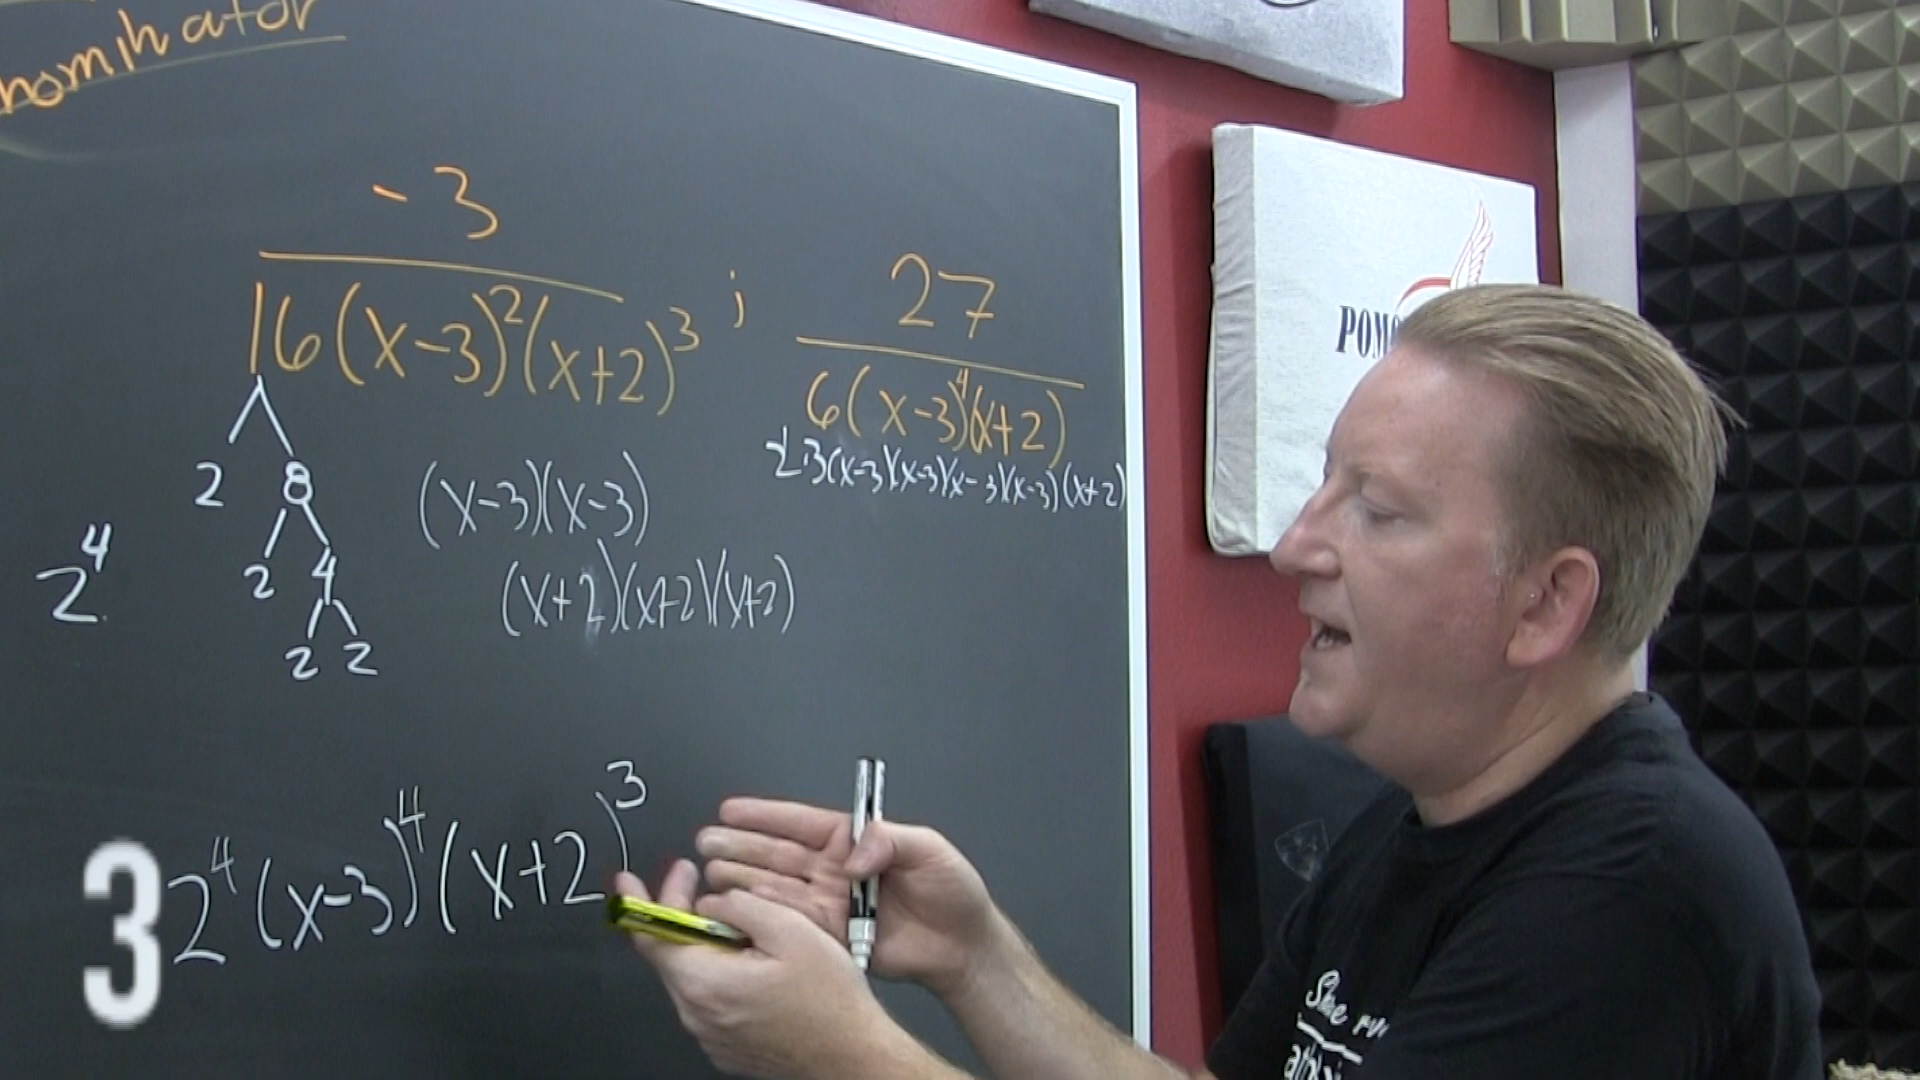 nominator
-3
16(x-3)²(x+2)³ ; 27
6(x-3)⁴(x+2)
2·3(x-3)(x-3)(x-3)(x-3)(x+2)
2 8
(x-3)(x-3)
2⁴
2 4
(x+2)(x+2)(x+2)
2 2
3 2⁴(x-3)⁴(x+2)³